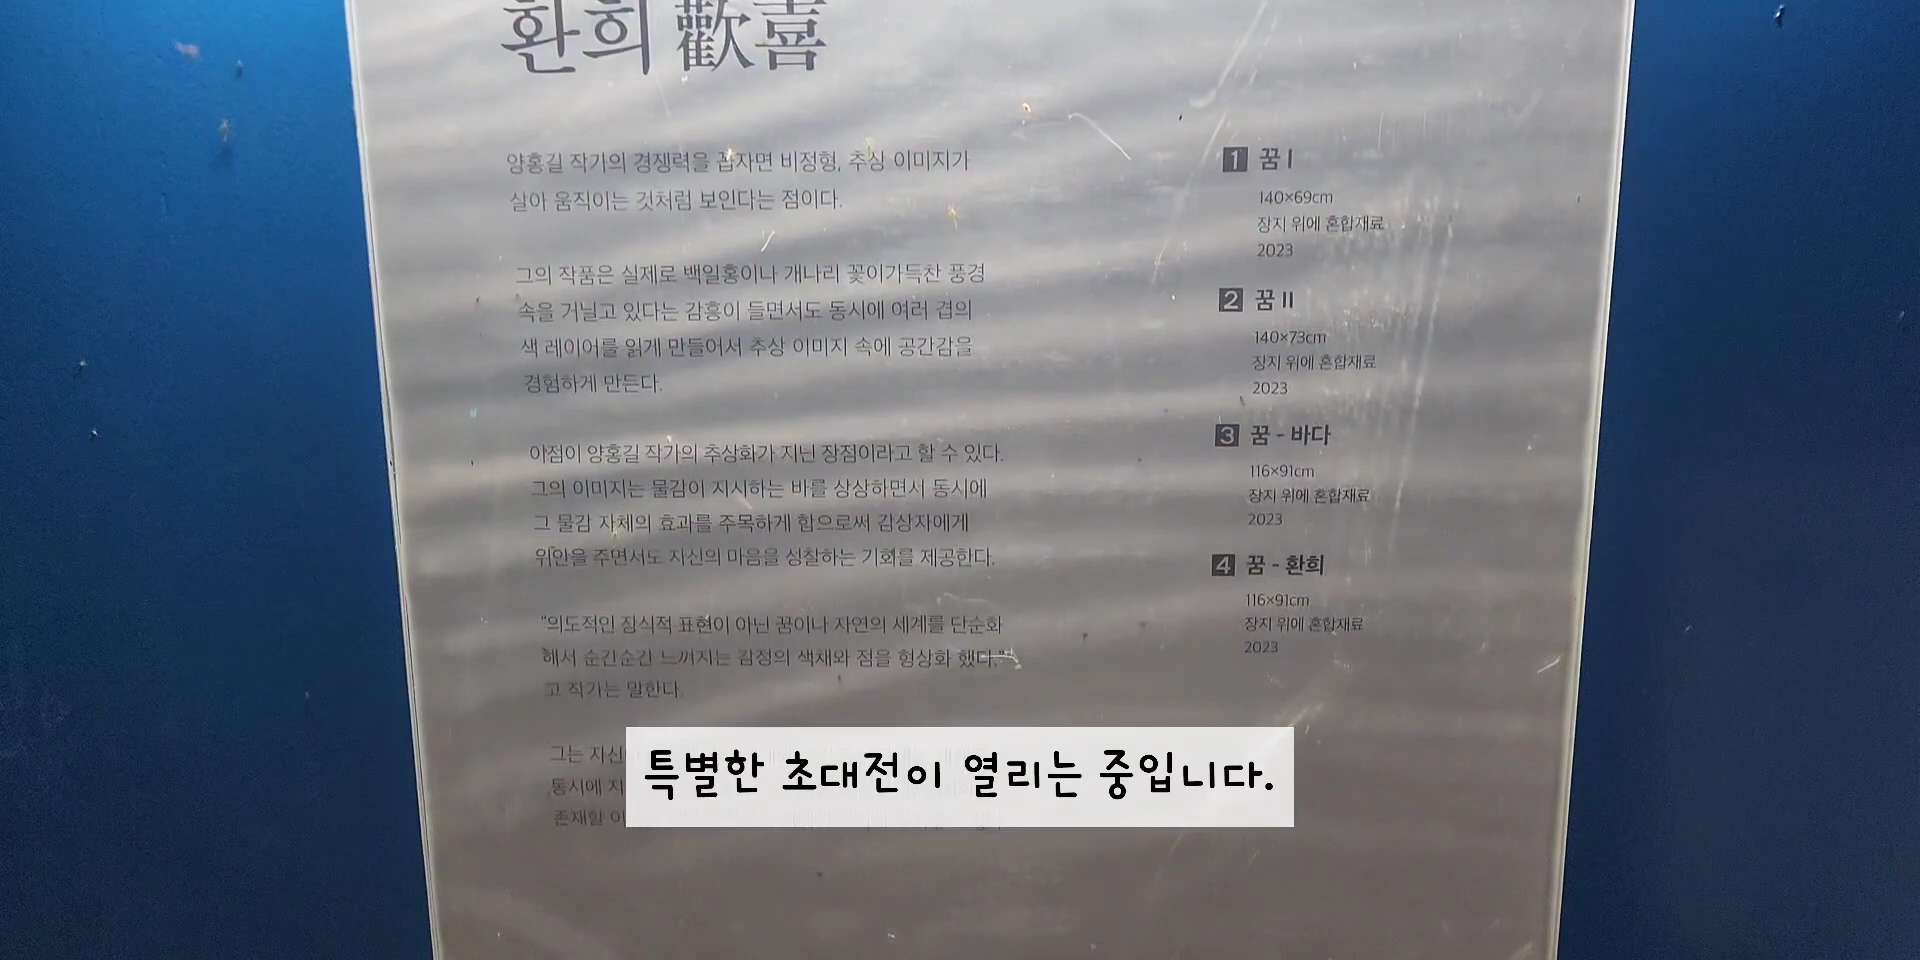 환희 歡喜
양홍길 작가의 경쟁력을 꼽자면 비정형, 추상 이미지가
살아 움직이는 것처럼 보인다는 점이다.
그의 작품은 실제로 백일홍이나 개나리 꽃이가득찬 풍경
속을 거닐고 있다는 감흥이 들면서도 동시에 여러 겹의
색 레이어를 읽게 만들어서 추상 이미지 속에 공간감을
경험하게 만든다.
이점이 양홍길 작가의 추상화가 지닌 장점이라고 할 수 있다.
그의 이미지는 물감이 지시하는 바를 상상하면서 동시에
그 물감 자체의 효과를 주목하게 함으로써 감상자에게
위안을 주면서도 자신의 마음을 성찰하는 기회를 제공한다.
"의도적인 장식적 표현이 아닌 꿈이나 자연의 세계를 단순화
해서 순간순간 느껴지는 감정의 색채와 점을 형상화 했다."
고 작가는 말한다.
그는 자신
동시에 지
존재할
1 꿈 I
140×69cm
장지 위에 혼합재료
2023
2 꿈 II
140×73cm
장지 위에 혼합재료
2023
3 꿈 - 바다
116×91cm
장지 위에 혼합재료
2023
4 꿈 - 환희
116×91cm
장지 위에 혼합재료
2023
특별한 초대전이 열리는 중입니다.